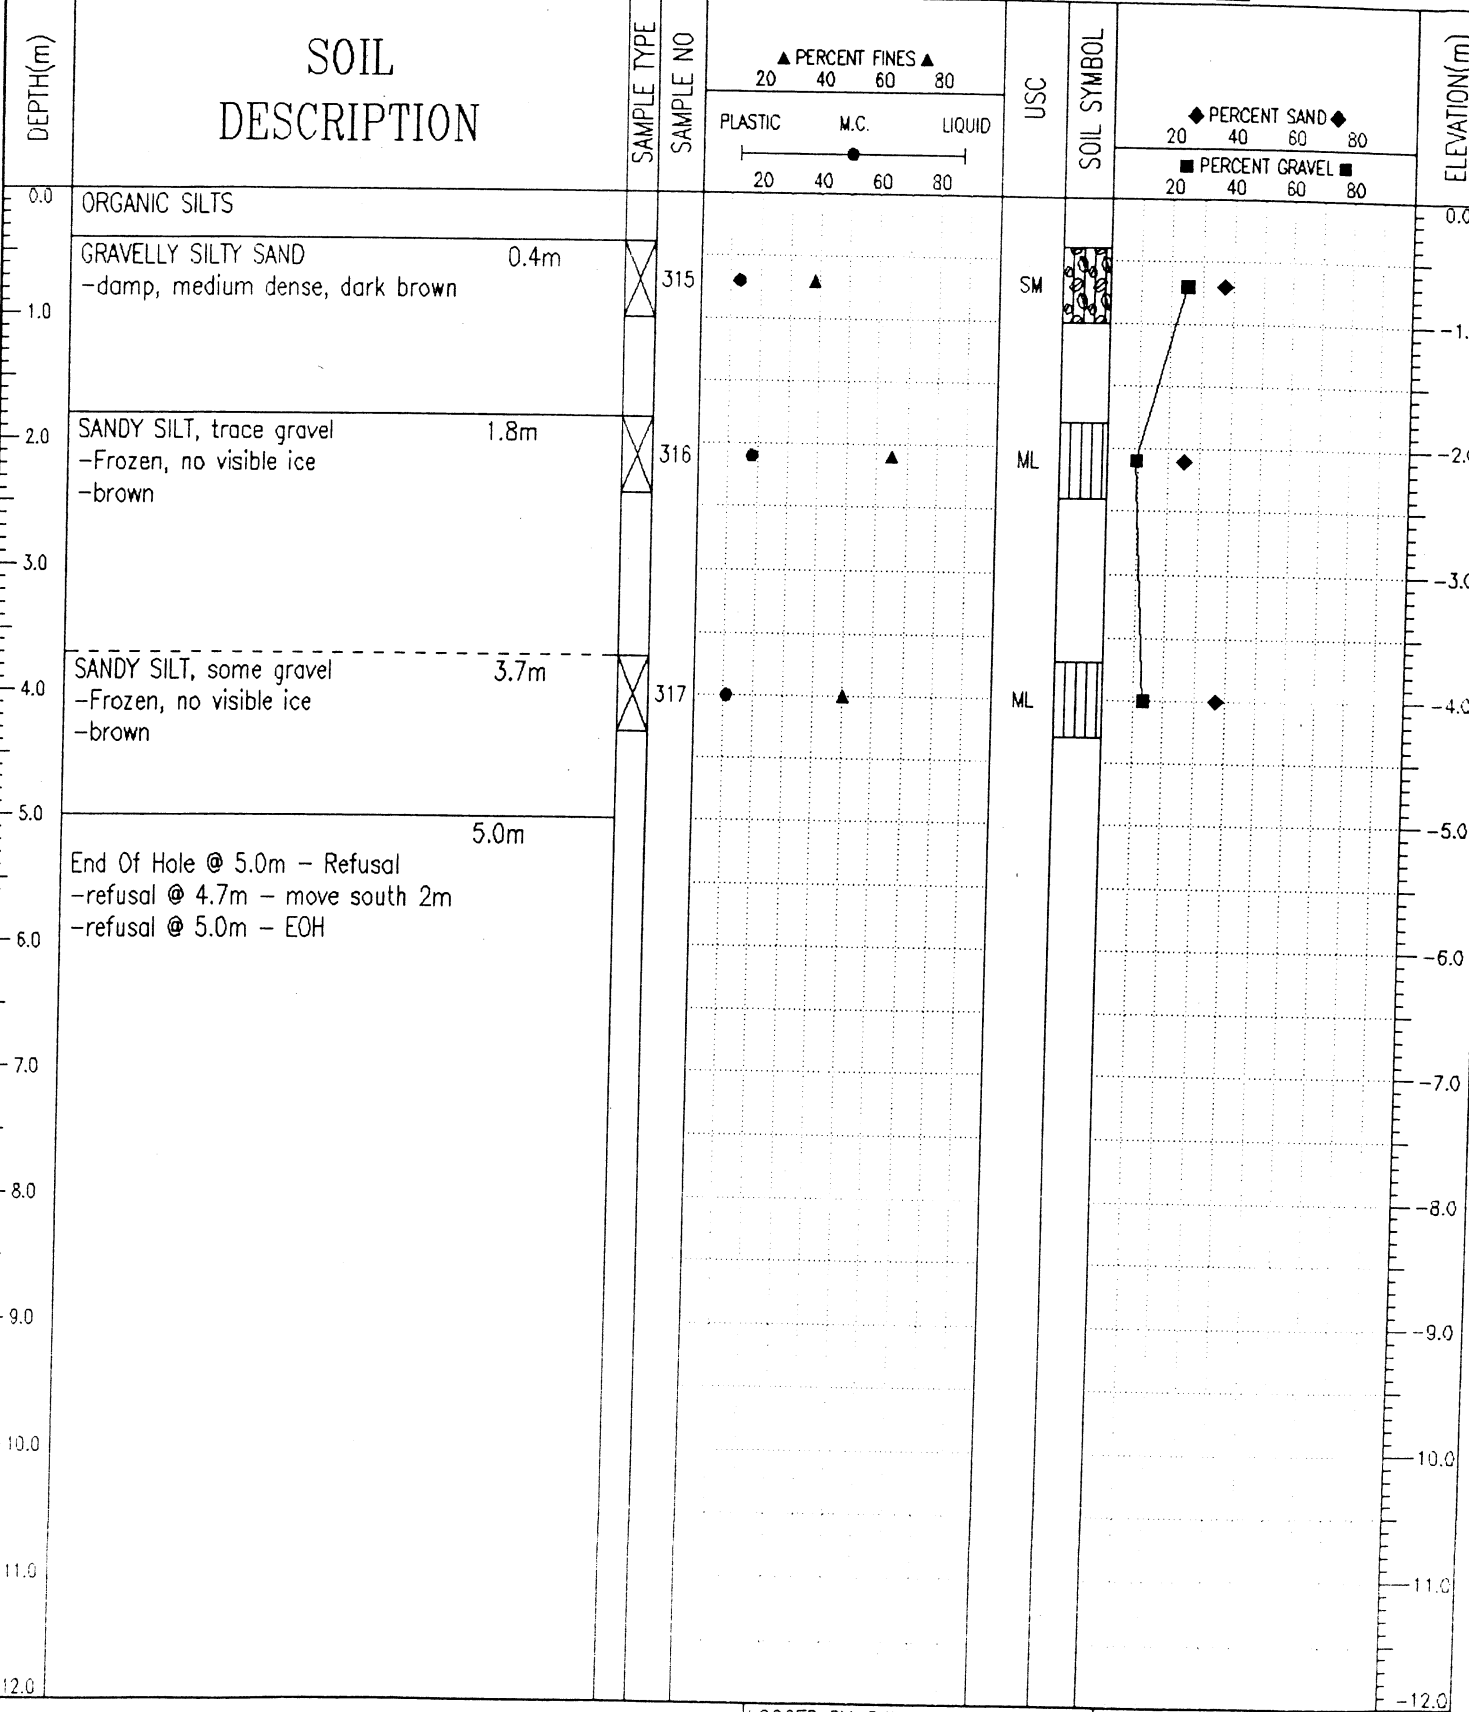 DEPTH(m)
SOIL
DESCRIPTION
SAMPLE TYPE
SAMPLE NO
▲ PERCENT FINES ▲
20 40 60 80
PLASTIC M.C. LIQUID
20 40 60 80
USC
SOIL SYMBOL
◆ PERCENT SAND ◆
20 40 60 80
■ PERCENT GRAVEL ■
20 40 60 80
ELEVATION(m)
0.0 ORGANIC SILTS 0.0
GRAVELLY SILTY SAND 0.4m
-damp, medium dense, dark brown
315 SM
1.0 -1.
2.0 SANDY SILT, trace gravel 1.8m
-Frozen, no visible ice
-brown
316 ML -2.0
3.0 -3.0
SANDY SILT, some gravel 3.7m
4.0 -Frozen, no visible ice
-brown
317 ML -4.0
5.0 -5.0
5.0m
End Of Hole @ 5.0m - Refusal
-refusal @ 4.7m - move south 2m
-refusal @ 5.0m - EOH
6.0 -6.0
7.0 -7.0
8.0 -8.0
9.0 -9.0
10.0 -10.0
11.0 -11.0
12.0 -12.0